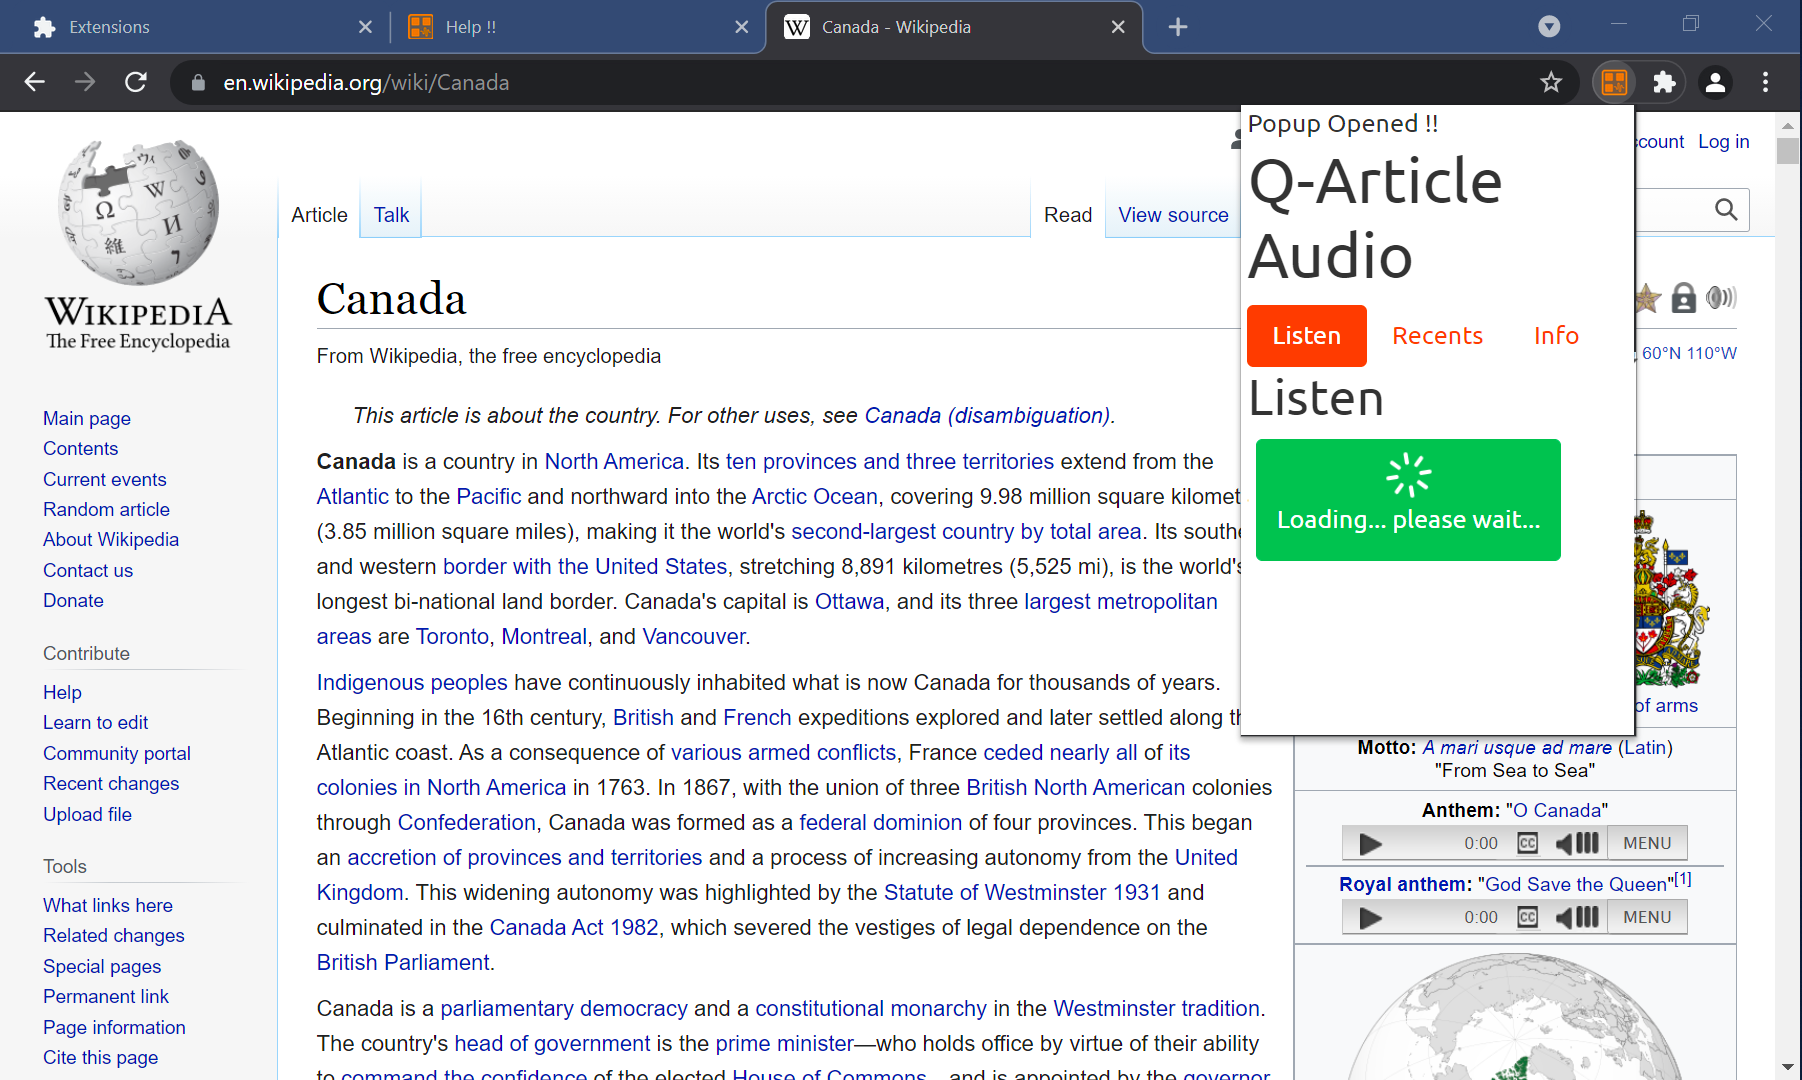 Extensions
Help !!
Canada - Wikipedia
en.wikipedia.org/wiki/Canada
Popup Opened !!
Q-Article
Audio
Listen Recents Info
Listen
Loading... please wait...
Log in
Article Talk Read View source
WIKIPEDIA
The Free Encyclopedia
Main page
Contents
Current events
Random article
About Wikipedia
Contact us
Donate
Contribute
Help
Learn to edit
Community portal
Recent changes
Upload file
Tools
What links here
Related changes
Special pages
Permanent link
Page information
Cite this page
Canada
From Wikipedia, the free encyclopedia
60°N 110°W
This article is about the country. For other uses, see Canada (disambiguation).
Canada is a country in North America. Its ten provinces and three territories extend from the
Atlantic to the Pacific and northward into the Arctic Ocean, covering 9.98 million square
(3.85 million square miles), making it the world's second-largest country by total area. Its
and western border with the United States, stretching 8,891 kilometres (5,525 mi), is the world's
longest bi-national land border. Canada's capital is Ottawa, and its three largest metropolitan
areas are Toronto, Montreal, and Vancouver.
Indigenous peoples have continuously inhabited what is now Canada for thousands of years.
Beginning in the 16th century, British and French expeditions explored and later settled along
Atlantic coast. As a consequence of various armed conflicts, France ceded nearly all of its
colonies in North America in 1763. In 1867, with the union of three British North American colonies
through Confederation, Canada was formed as a federal dominion of four provinces. This began
an accretion of provinces and territories and a process of increasing autonomy from the United
Kingdom. This widening autonomy was highlighted by the Statute of Westminster 1931 and
culminated in the Canada Act 1982, which severed the vestiges of legal dependence on the
British Parliament.
Canada is a parliamentary democracy and a constitutional monarchy in the Westminster tradition.
The country's head of government is the prime minister—who holds office by virtue of their ability
to command the confidence of the elected House of Commons—and is appointed by the governor
of arms
Motto: A mari usque ad mare (Latin)
"From Sea to Sea"
Anthem: "O Canada"
0:00 CC MENU
Royal anthem: "God Save the Queen"[1]
0:00 CC MENU